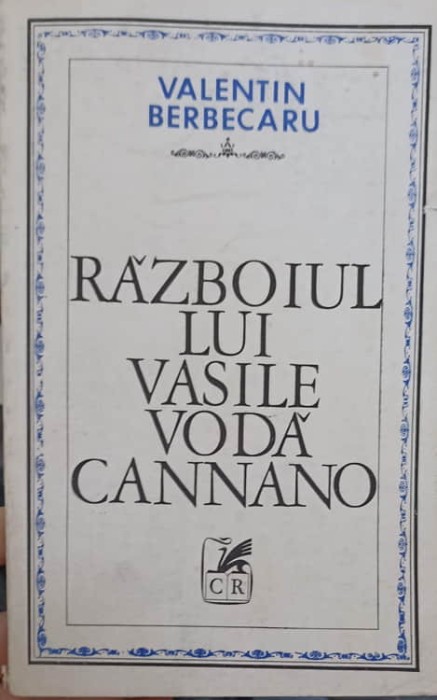 VALENTIN
BERBECARU
RĂZBOIUL
LUI
VASILE
VODĂ
CANNANO
CR